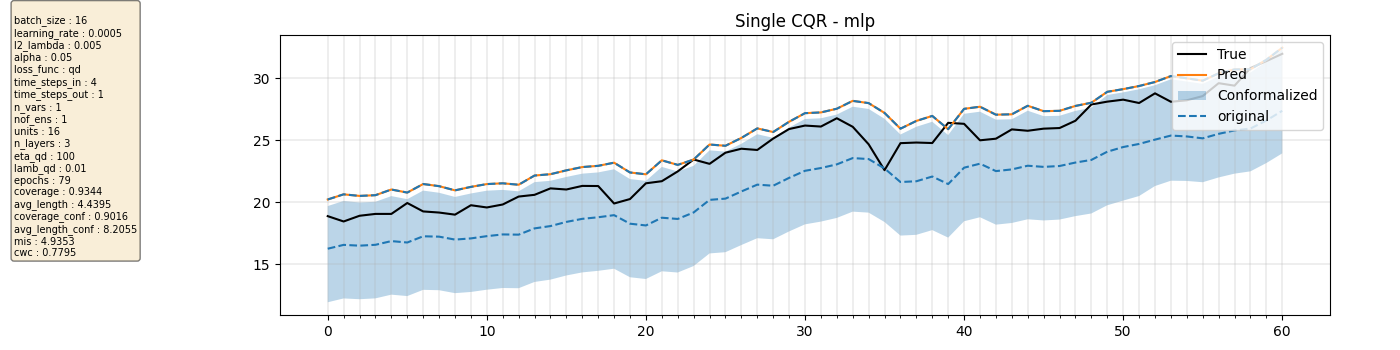 batch_size : 16
learning_rate : 0.0005
l2_lambda : 0.005
alpha : 0.05
loss_func : qd
time_steps_in : 4
time_steps_out : 1
n_vars : 1
nof_ens : 1
units : 16
n_layers : 3
eta_qd : 100
lamb_qd : 0.01
epochs : 79
coverage : 0.9344
avg_length : 4.4395
coverage_conf : 0.9016
avg_length_conf : 8.2055
mis : 4.9353
cwc : 0.7795
Single CQR - mlp
30
25
20
15
0 10 20 30 40 50 60
True
Pred
Conformalized
original